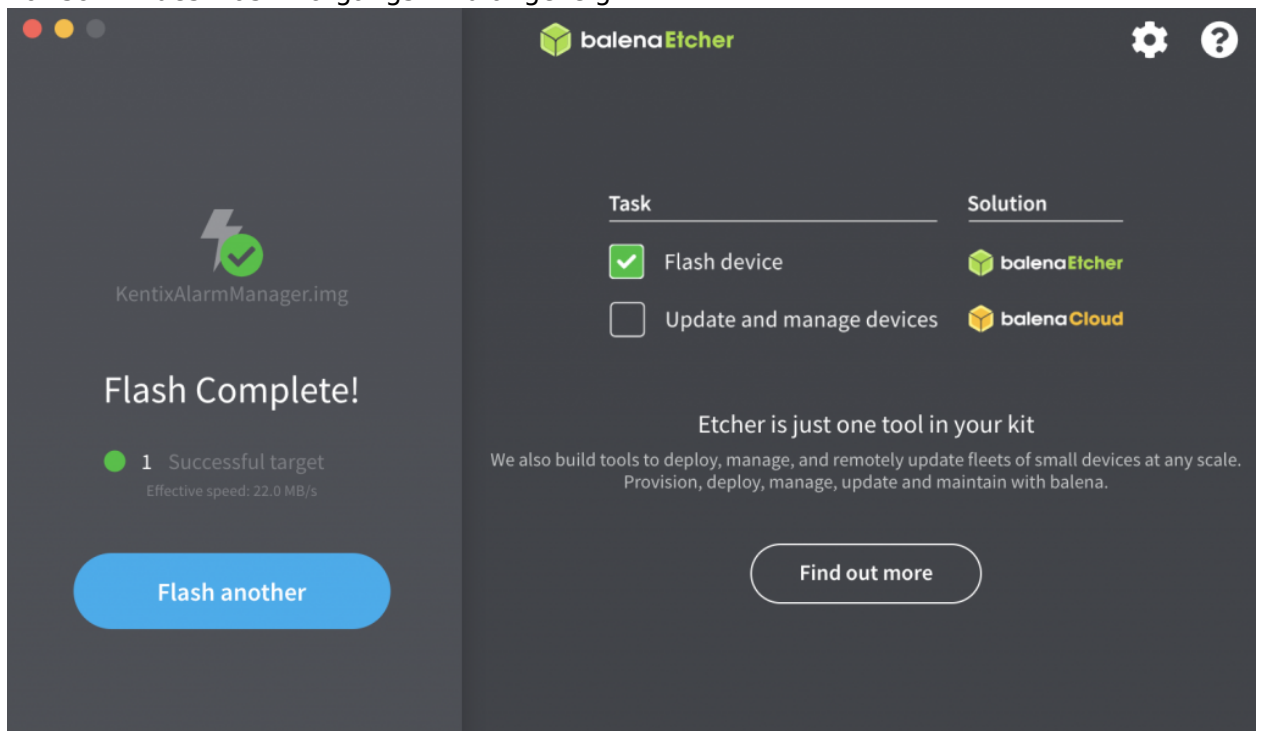 balenaEtcher
KentixAlarmManager.img
Flash Complete!
1 Successful target
Effective speed: 22.0 MB/s
Flash another
Task Solution
Flash device balenaEtcher
Update and manage devices balenaCloud
Etcher is just one tool in your kit
We also build tools to deploy, manage, and remotely update fleets of small devices at any scale.
Provision, deploy, manage, update and maintain with balena.
Find out more